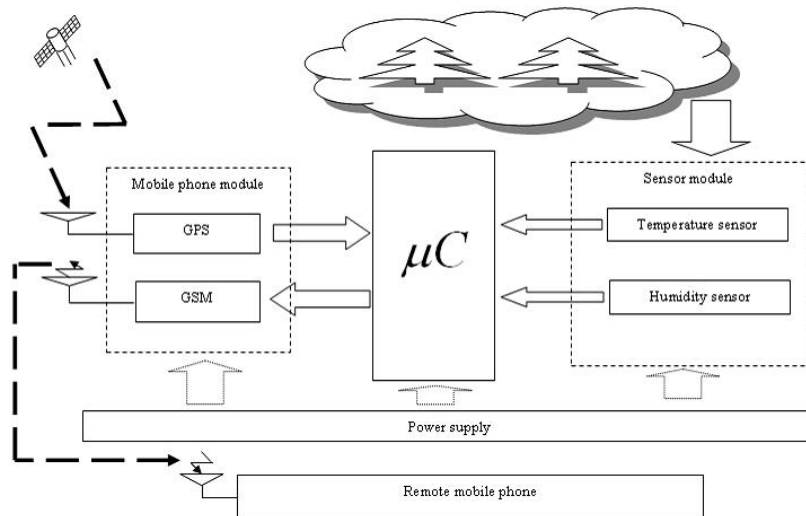 Mobile phone module
Sensor module
GPS
μC
Temperature sensor
GSM
Humidity sensor
Power supply
Remote mobile phone